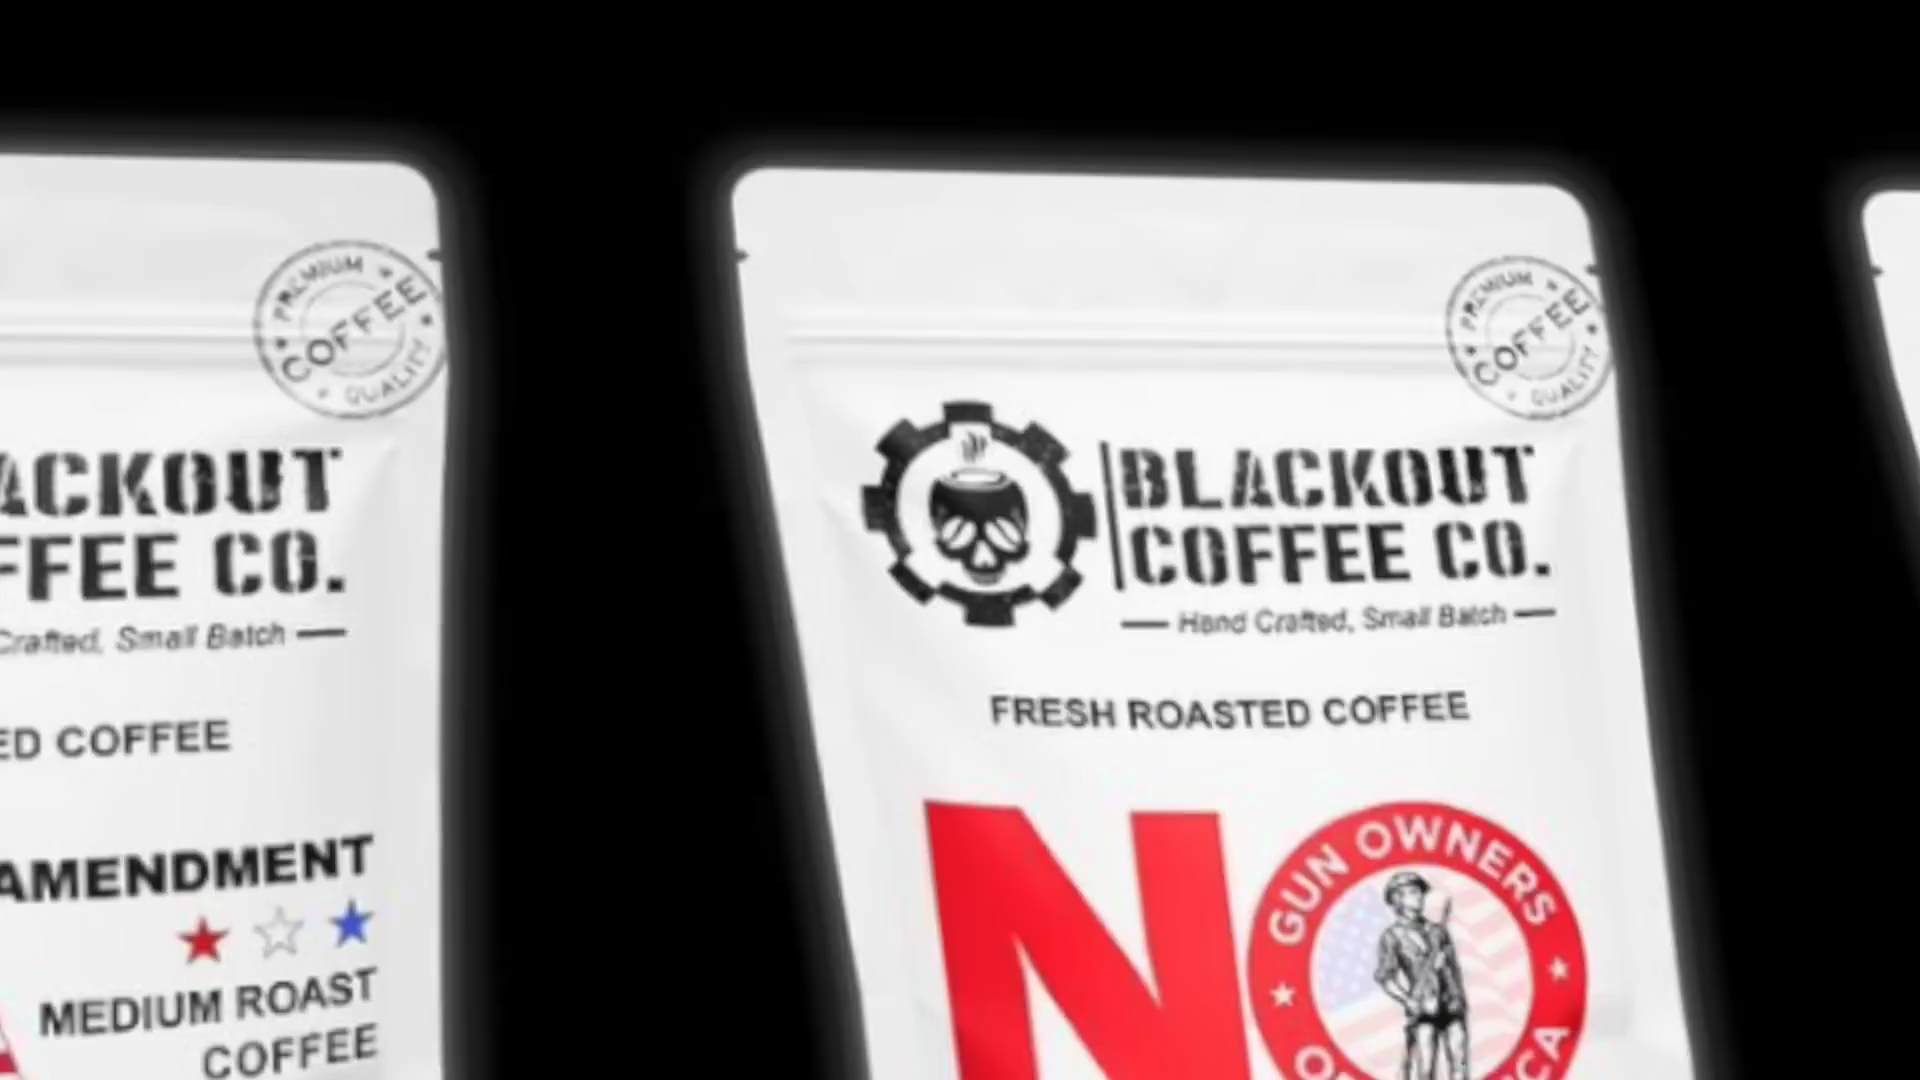 PREMIUM
COFFEE
QUALITY
ACKOUT
FFEE CO.
Crafted, Small Batch
ED COFFEE
AMENDMENT
MEDIUM ROAST
COFFEE
PREMIUM
COFFEE
QUALITY
BLACKOUT
COFFEE CO.
Hand Crafted, Small Batch
FRESH ROASTED COFFEE
NO
GUN OWNERS
O CA